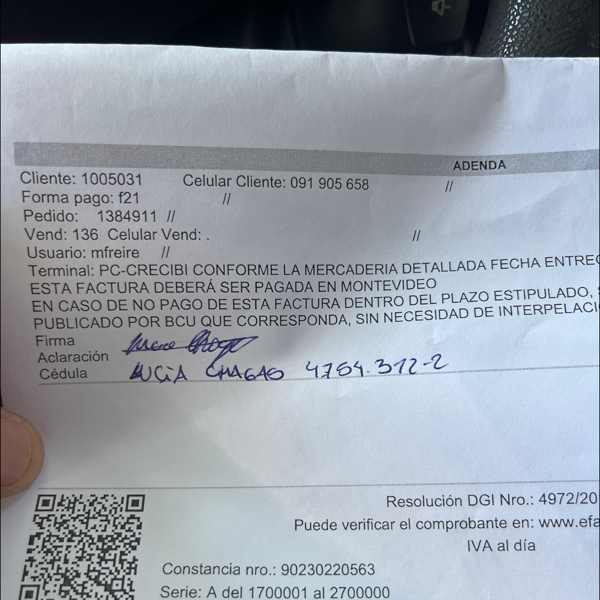 ADENDA
Cliente: 1005031 Celular Cliente: 091 905 658 //
Forma pago: f21 //
Pedido: 1384911 //
Vend: 136 Celular Vend: . //
Usuario: mfreire //
Terminal: PC-CRECIBI CONFORME LA MERCADERIA DETALLADA FECHA ENTREG
ESTA FACTURA DEBERÁ SER PAGADA EN MONTEVIDEO
EN CASO DE NO PAGO DE ESTA FACTURA DENTRO DEL PLAZO ESTIPULADO, S
PUBLICADO POR BCU QUE CORRESPONDA, SIN NECESIDAD DE INTERPELACI
Firma
Aclaración
Cédula LUCIA CHAGAS 4.754.312-2
Resolución DGI Nro.: 4972/20
Puede verificar el comprobante en: www.efa
IVA al día
Constancia nro.: 90230220563
Serie: A del 1700001 al 2700000